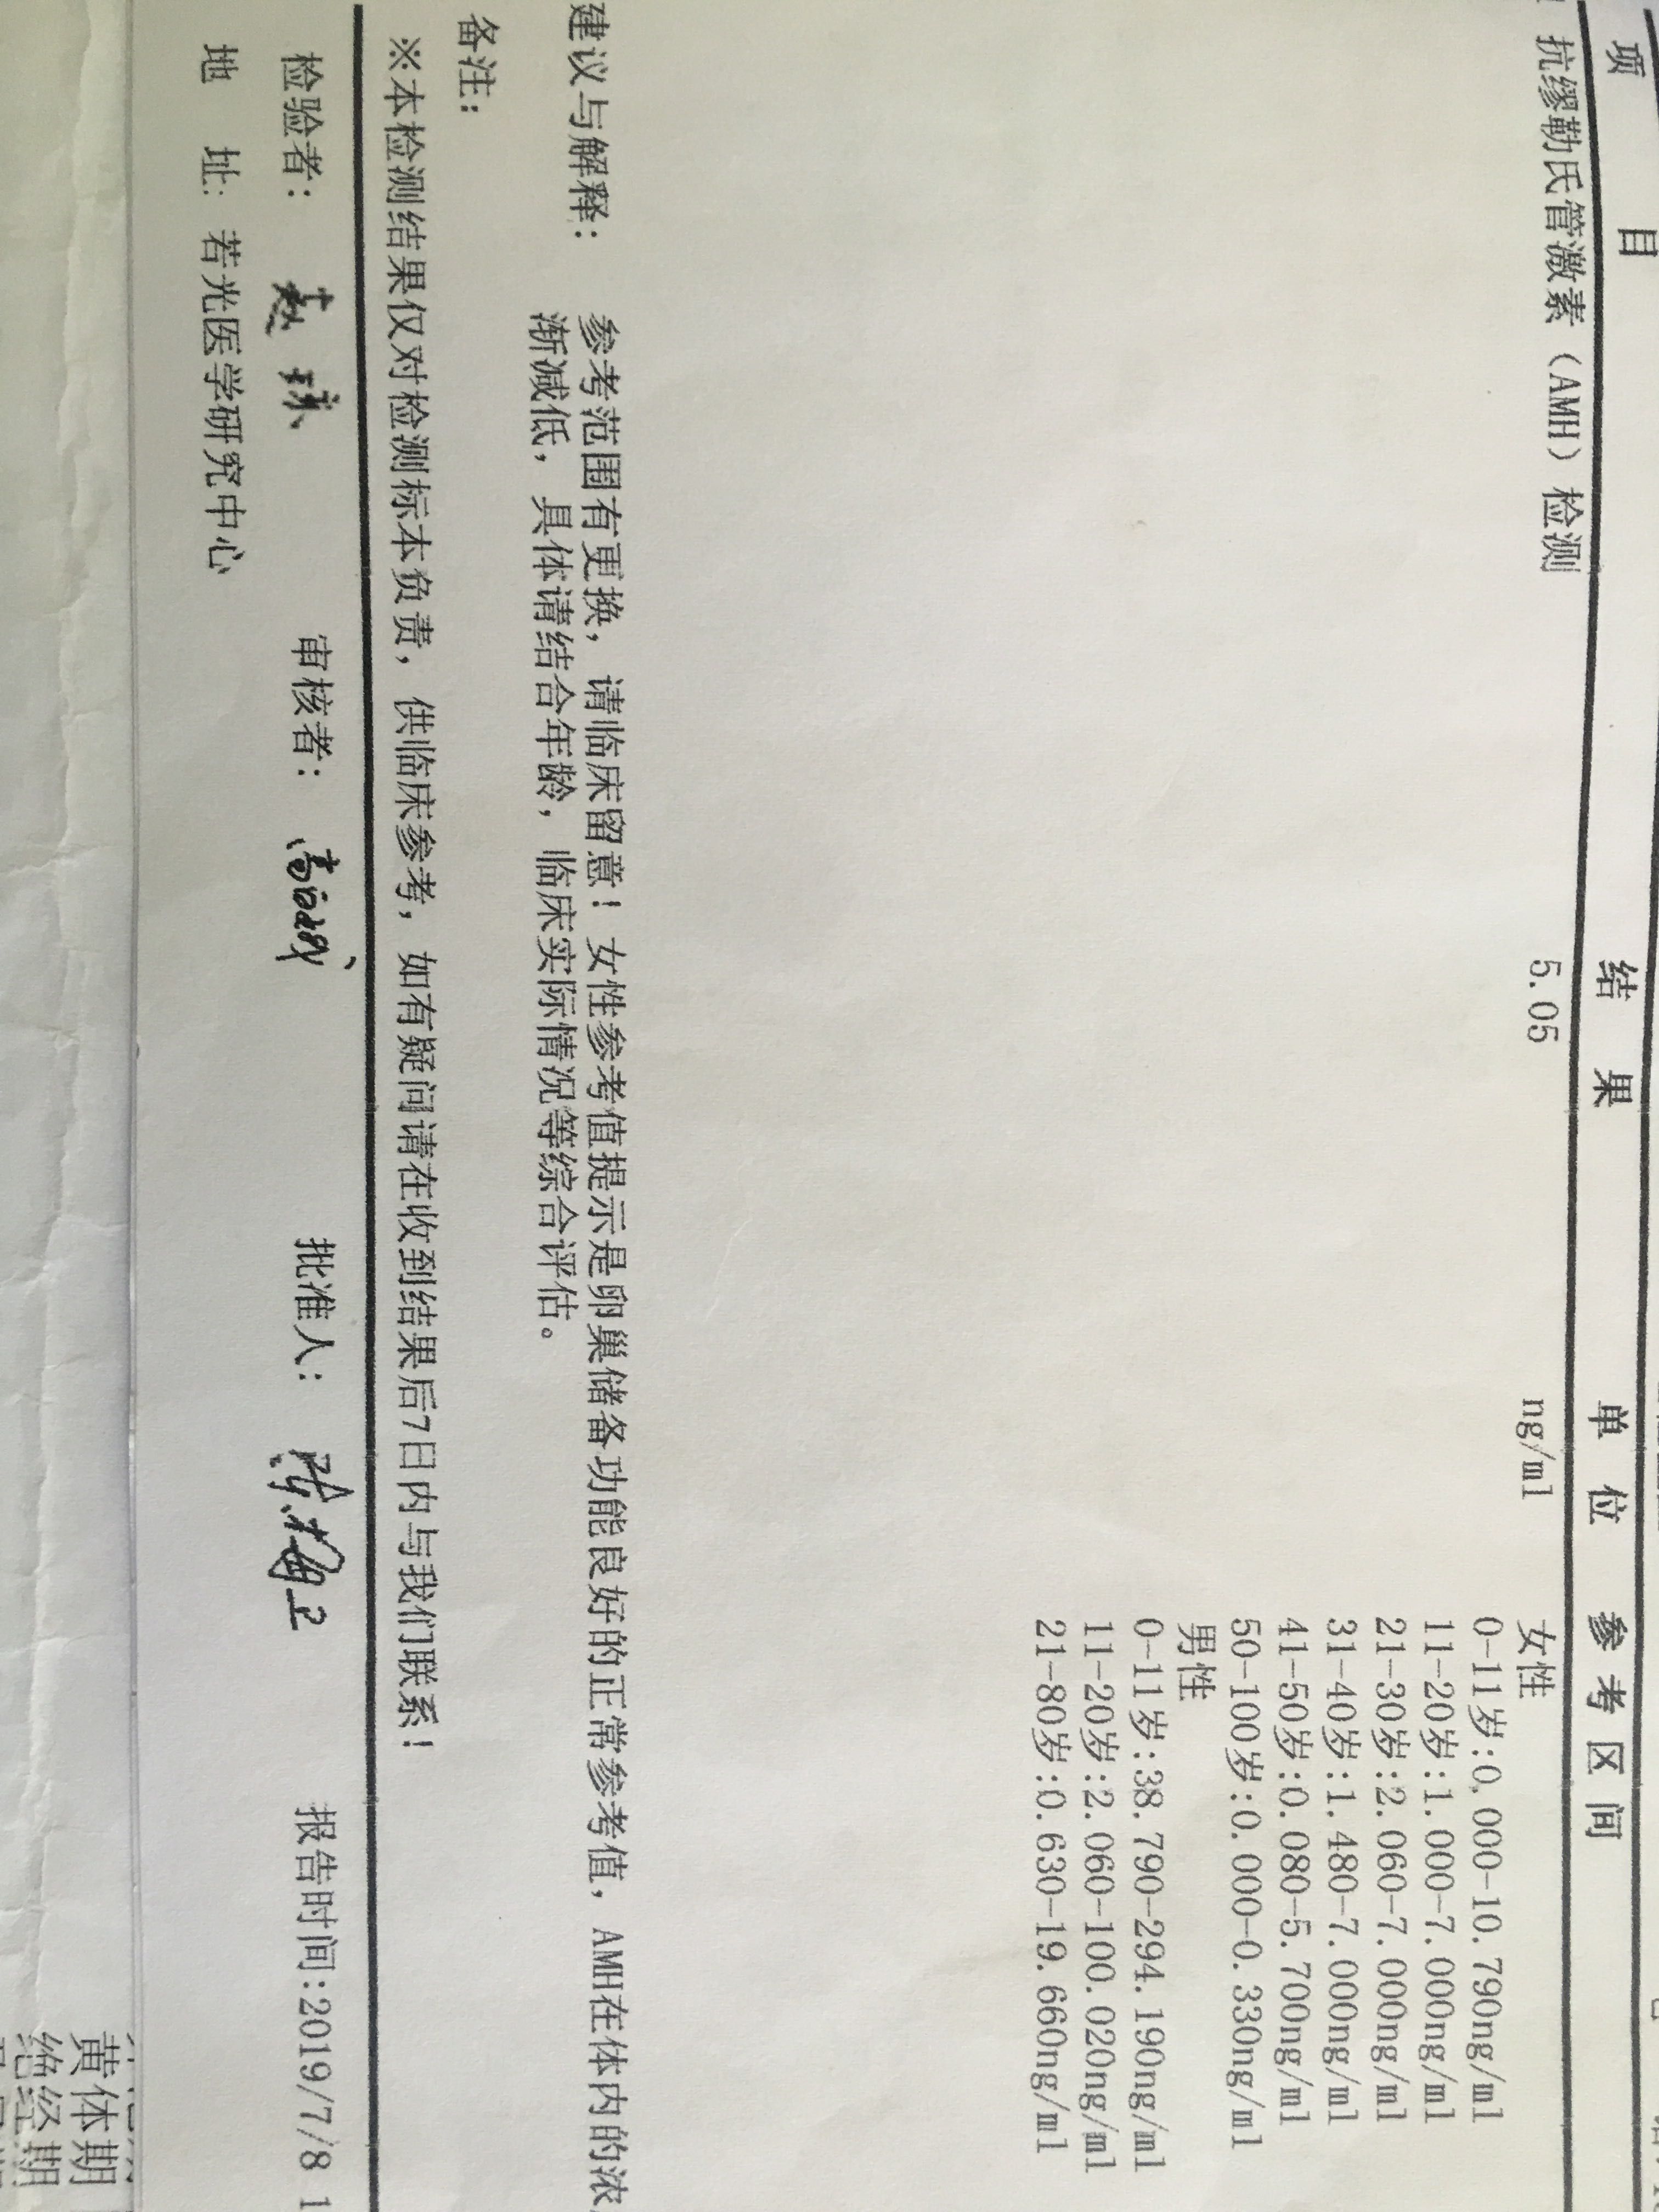 项 目 结 果 单 位 参 考 区 间
抗缪勒氏管激素（AMH）检测 5.05 ng/ml 女性
0-11岁:0.000-10.790ng/ml
11-20岁:1.000-7.000ng/ml
21-30岁:2.060-7.000ng/ml
31-40岁:1.480-7.000ng/ml
41-50岁:0.080-5.700ng/ml
50-100岁:0.000-0.330ng/ml
男性
0-11岁:38.790-294.190ng/ml
11-20岁:2.060-100.020ng/ml
21-80岁:0.630-19.660ng/ml
建议与解释： 参考范围有更换，请临床留意！女性参考值提示是卵巢储备功能良好的正常参考值，AMH在体内的浓
渐减低，具体请结合年龄，临床实际情况等综合评估。
备注：
※本检测结果仅对检测标本负责，供临床参考，如有疑问请在收到结果后7日内与我们联系！
检验者： 审核者： 批准人： 报告时间:2019/7/8 1
地 址：若光医学研究中心
黄体期
绝经期